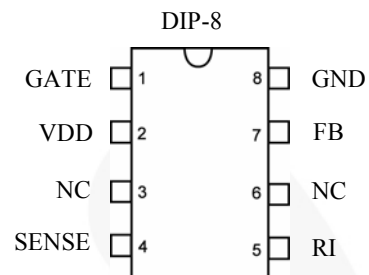 DIP-8
GATE 1 8 GND
VDD 2 7 FB
NC 3 6 NC
SENSE 4 5 RI